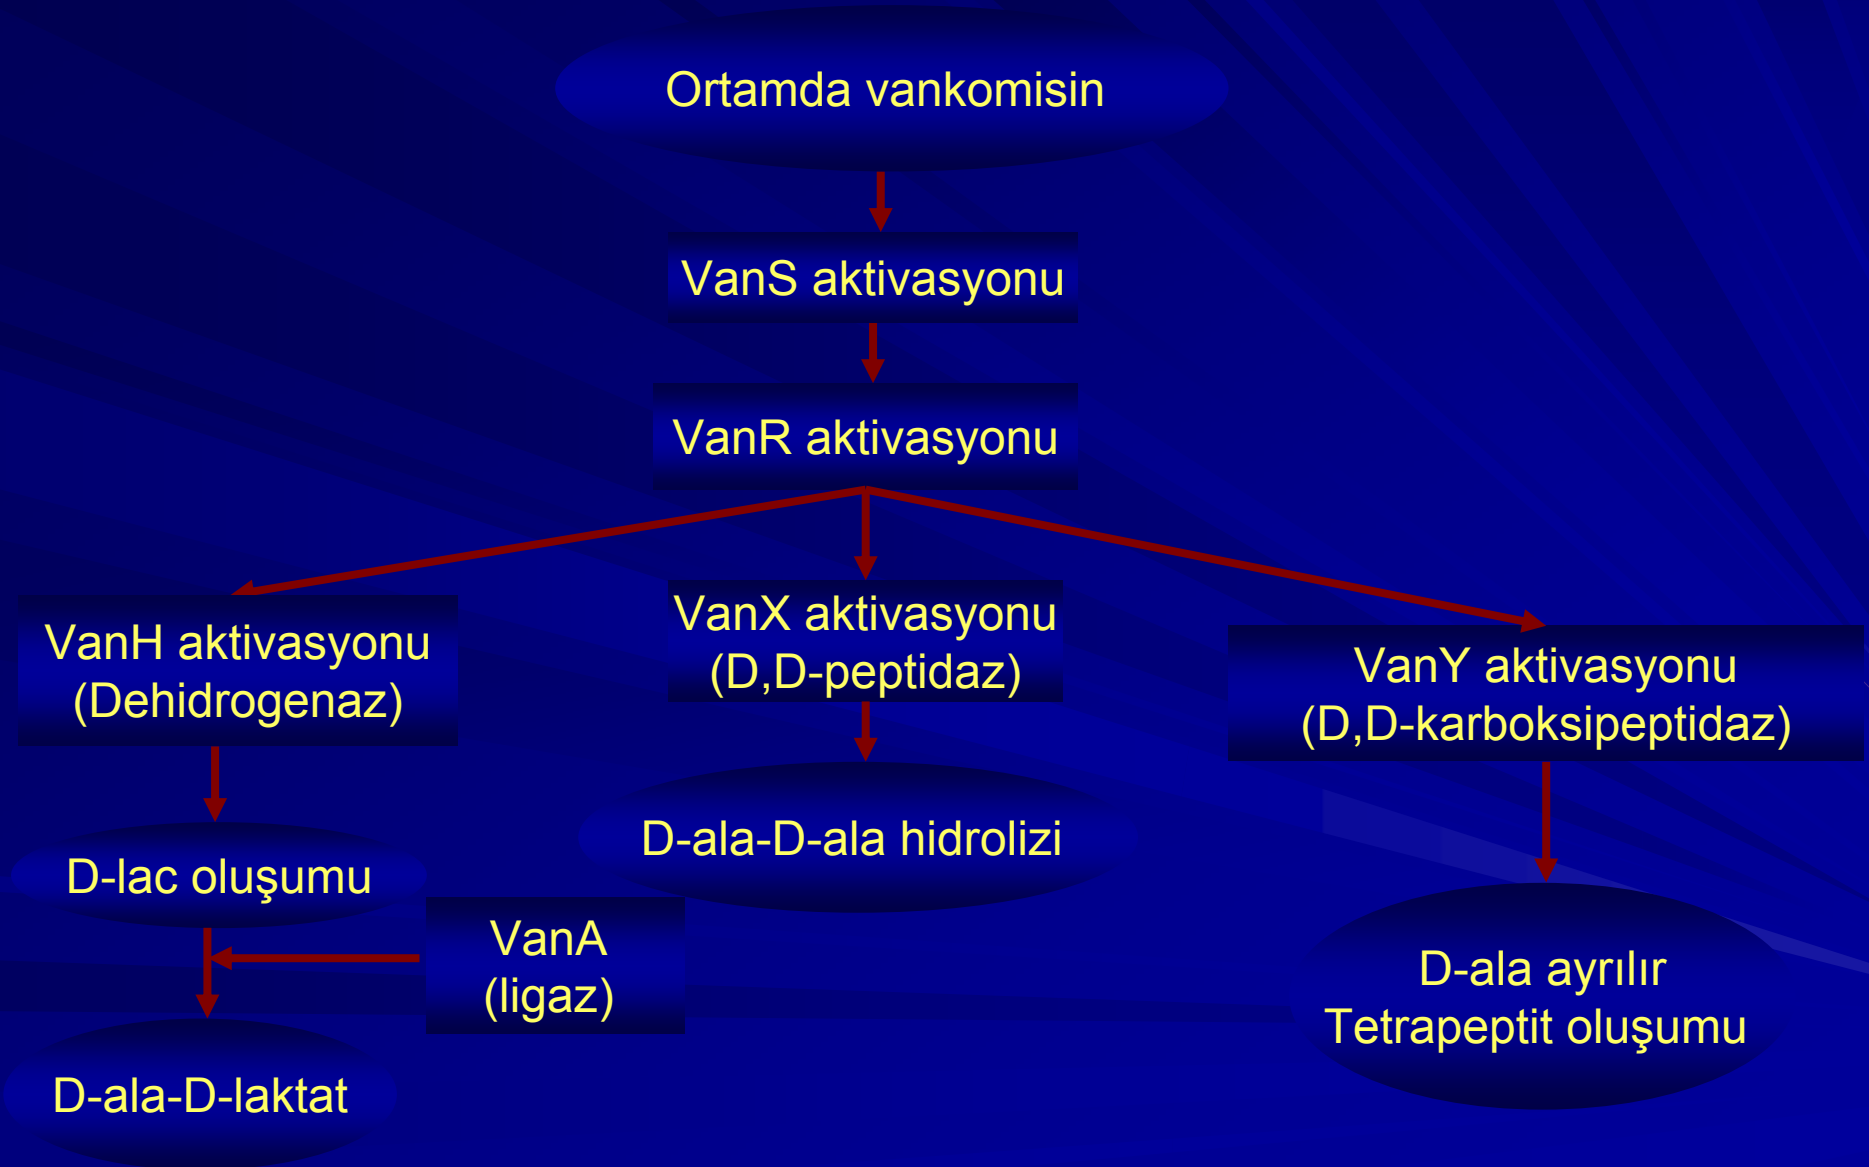 Ortamda vankomisin
VanS aktivasyonu
VanR aktivasyonu
VanH aktivasyonu
(Dehidrogenaz)
VanX aktivasyonu
(D,D-peptidaz)
VanY aktivasyonu
(D,D-karboksipeptidaz)
D-lac oluşumu
D-ala-D-ala hidrolizi
VanA
(ligaz)
D-ala ayrılır
Tetrapeptit oluşumu
D-ala-D-laktat